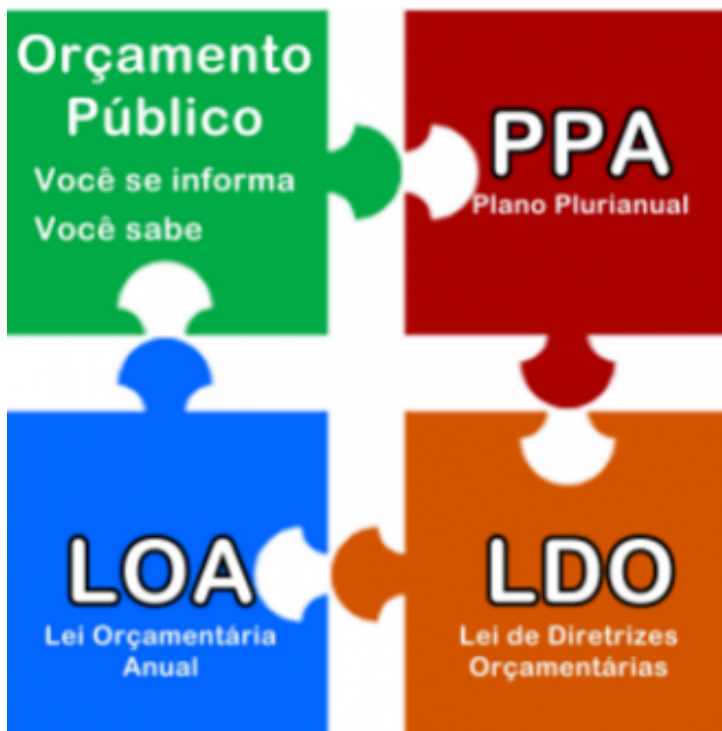 Orçamento
Público
Você se informa
Você sabe
PPA
Plano Plurianual
LOA
Lei Orçamentária
Anual
LDO
Lei de Diretrizes
Orçamentárias